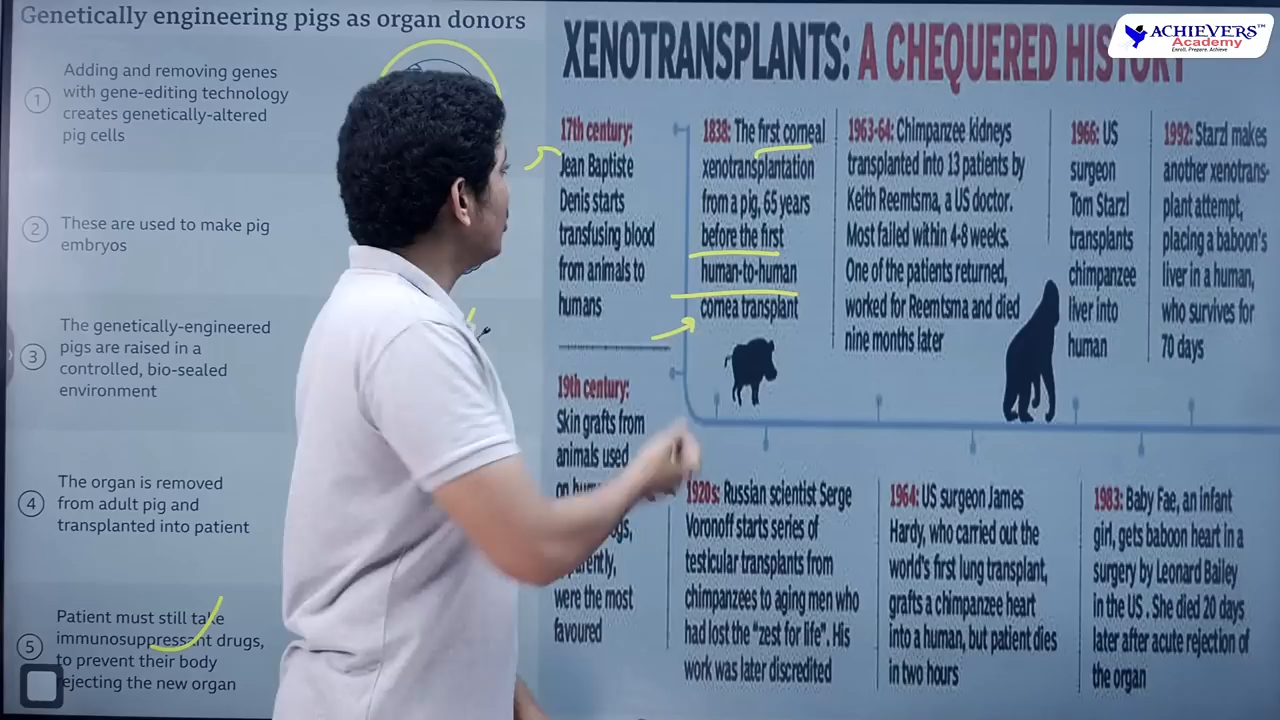 Genetically engineering pigs as organ donors
1
Adding and removing genes
with gene-editing technology
creates genetically-altered
pig cells
2
These are used to make pig
embryos
3
The genetically-engineered
pigs are raised in a
controlled, bio-sealed
environment
4
The organ is removed
from adult pig and
transplanted into patient
5
Patient must still take
immunosuppressant drugs,
to prevent their body
rejecting the new organ
XENOTRANSPLANTS: A CHEQUERED HISTORY
ACHIEVERS
Academy
Enroll. Prepare. Achieve
17th century:
Jean Baptiste
Denis starts
transfusing blood
from animals to
humans
19th century:
Skin grafts from
animals used
were the most
favoured
1838: The first corneal
xenotransplantation
from a pig, 65 years
before the first
human-to-human
cornea transplant
1963-64: Chimpanzee kidneys
transplanted into 13 patients by
Keith Reemtsma, a US doctor.
Most failed within 4-8 weeks.
One of the patients returned,
worked for Reemtsma and died
nine months later
1966: US
surgeon
Tom Starzl
transplants
chimpanzee
liver into
human
1992: Starzl makes
another xenotrans-
plant attempt,
placing a baboon's
liver in a human,
who survives for
70 days
1920s: Russian scientist Serge
Voronoff starts series of
testicular transplants from
chimpanzees to aging men who
had lost the "zest for life". His
work was later discredited
1964: US surgeon James
Hardy, who carried out the
world's first lung transplant,
grafts a chimpanzee heart
into a human, but patient dies
in two hours
1983: Baby Fae, an infant
girl, gets baboon heart in a
surgery by Leonard Bailey
in the US . She died 20 days
later after acute rejection of
the organ